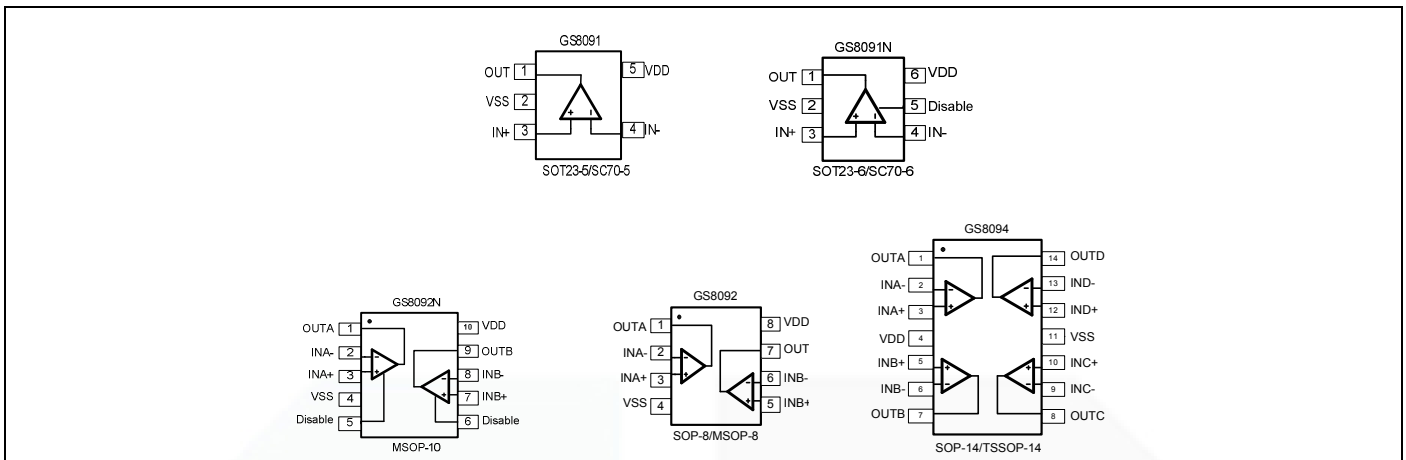 GS8091
OUT 1 5 VDD
VSS 2
IN+ 3 4 IN-
+ -
SOT23-5/SC70-5
GS8091N
OUT 1 6 VDD
VSS 2 5 Disable
IN+ 3 4 IN-
+ -
SOT23-6/SC70-6
GS8092N
OUTA 1 10 VDD
INA- 2 9 OUTB
INA+ 3 8 INB-
VSS 4 7 INB+
Disable 5 6 Disable
- +
- +
MSOP-10
GS8092
OUTA 1 8 VDD
INA- 2 7 OUT
INA+ 3 6 INB-
VSS 4 5 INB+
- +
- +
SOP-8/MSOP-8
GS8094
OUTA 1 14 OUTD
INA- 2 13 IND-
INA+ 3 12 IND+
VDD 4 11 VSS
INB+ 5 10 INC+
INB- 6 9 INC-
OUTB 7 8 OUTC
- +
- +
+ -
+ -
SOP-14/TSSOP-14